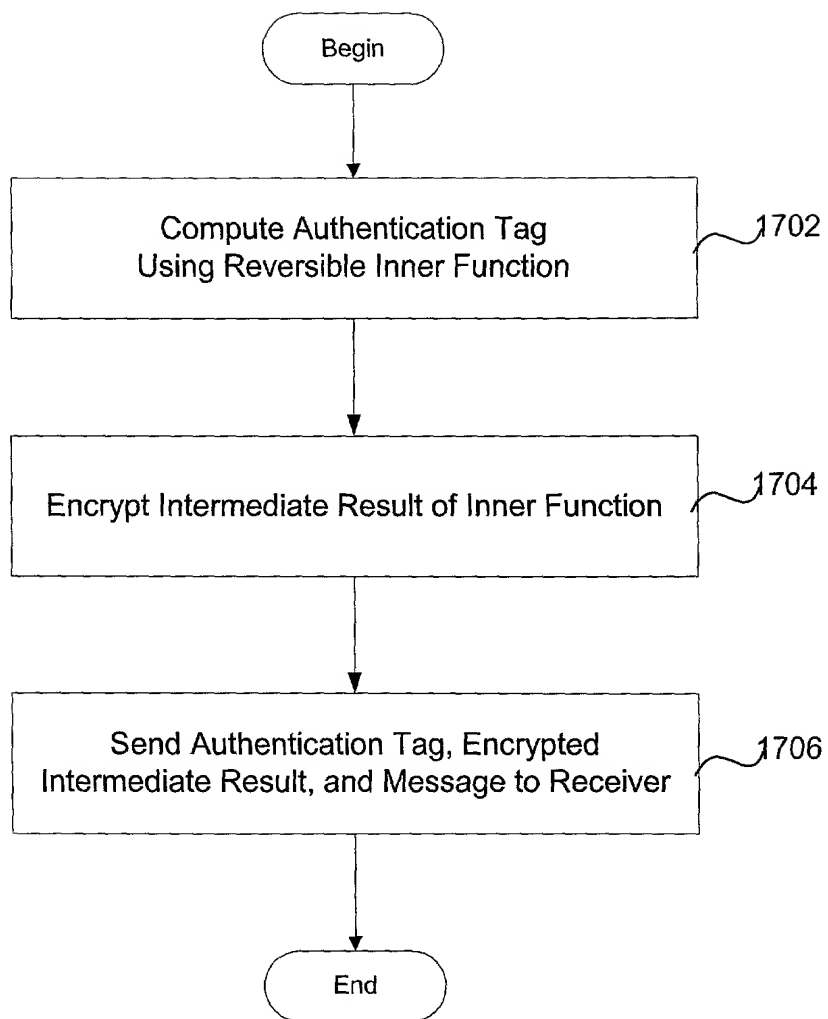 Begin
Compute Authentication Tag
Using Reversible Inner Function
1702
Encrypt Intermediate Result of Inner Function
1704
Send Authentication Tag, Encrypted
Intermediate Result, and Message to Receiver
1706
End